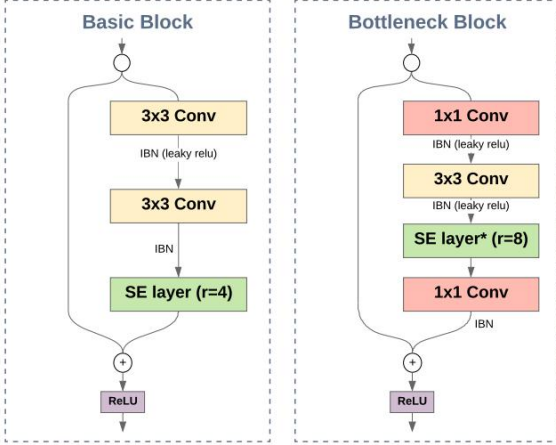 Basic Block
3x3 Conv
IBN (leaky relu)
3x3 Conv
IBN
SE layer (r=4)
+
ReLU
Bottleneck Block
1x1 Conv
IBN (leaky relu)
3x3 Conv
IBN (leaky relu)
SE layer* (r=8)
1x1 Conv
IBN
+
ReLU